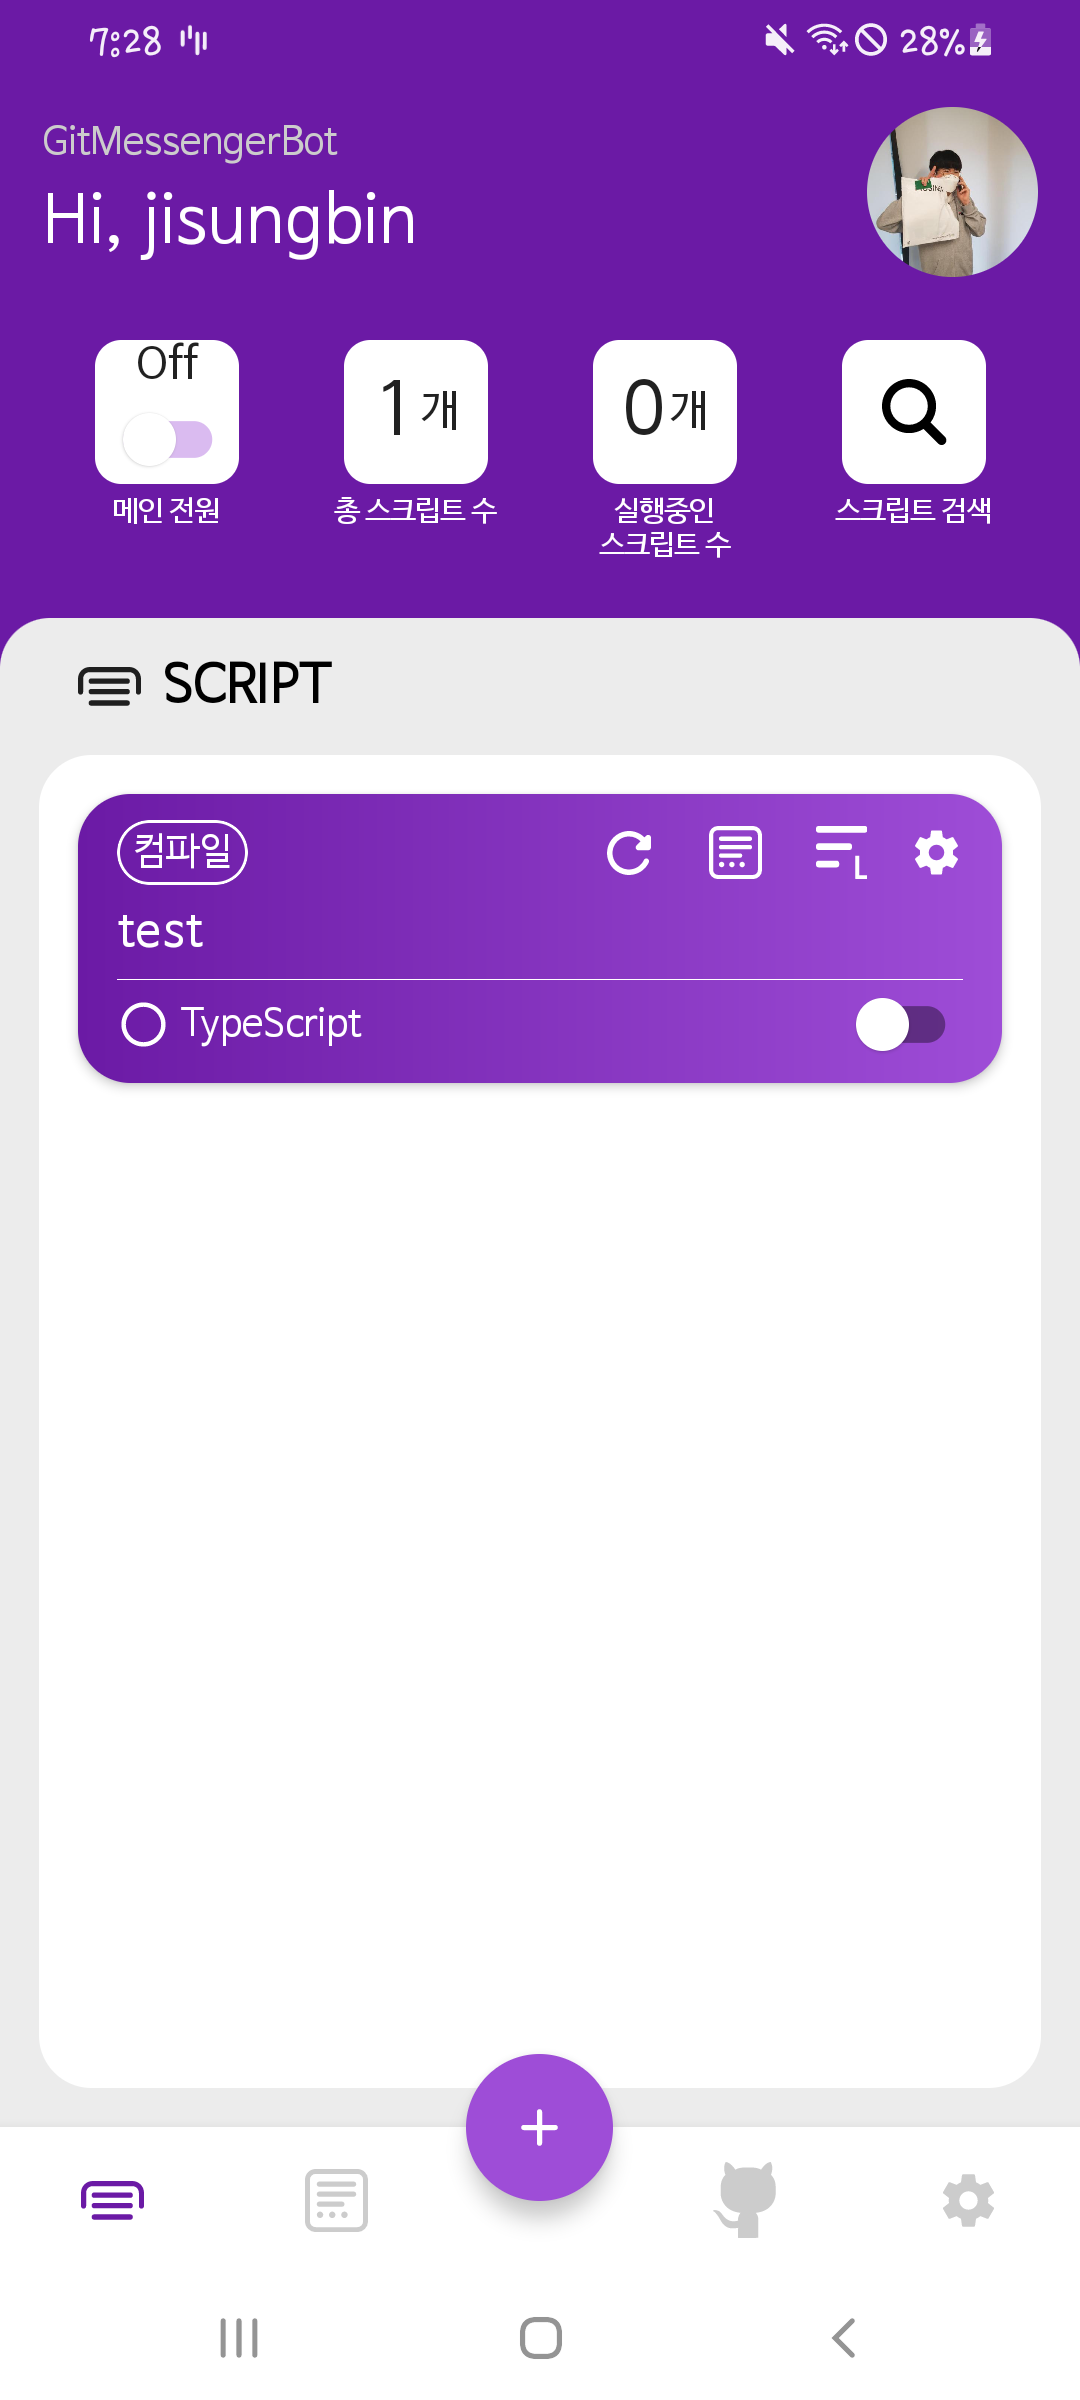 7:28
28%
GitMessengerBot
Hi, jisungbin
Off
1 개
0 개
메인 전원
총 스크립트 수
실행중인
스크립트 수
스크립트 검색
SCRIPT
컴파일
L
test
TypeScript